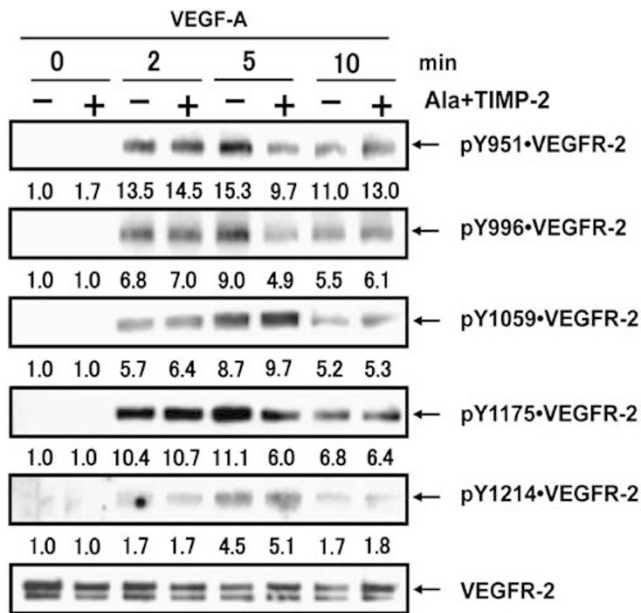 VEGF-A
0 2 5 10 min
− + − + − + − + Ala+TIMP-2
pY951•VEGFR-2
1.0 1.7 13.5 14.5 15.3 9.7 11.0 13.0
pY996•VEGFR-2
1.0 1.0 6.8 7.0 9.0 4.9 5.5 6.1
pY1059•VEGFR-2
1.0 1.0 5.7 6.4 8.7 9.7 5.2 5.3
pY1175•VEGFR-2
1.0 1.0 10.4 10.7 11.1 6.0 6.8 6.4
pY1214•VEGFR-2
1.0 1.0 1.7 1.7 4.5 5.1 1.7 1.8
VEGFR-2